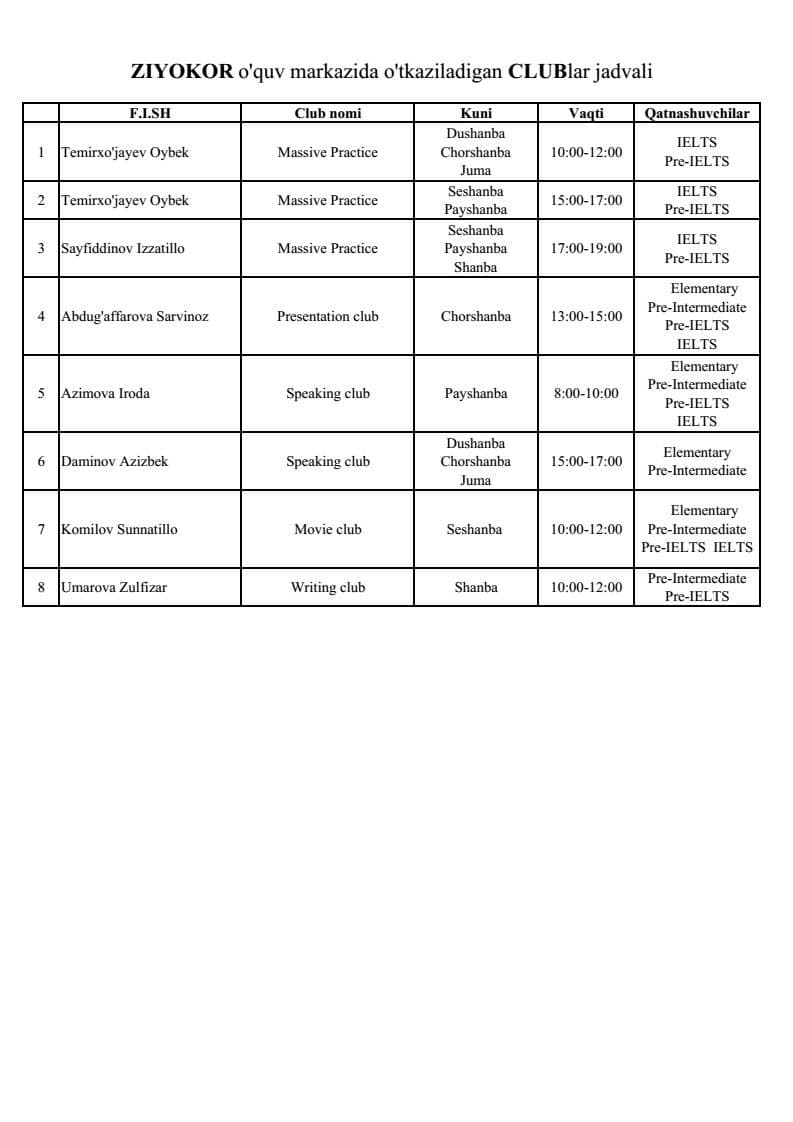 ZIYOKOR o'quv markazida o'tkaziladigan CLUBlar jadvali
F.I.SH Club nomi Kuni Vaqti Qatnashuvchilar
1 Temirxo'jayev Oybek Massive Practice Dushanba
Chorshanba
Juma 10:00-12:00 IELTS
Pre-IELTS
2 Temirxo'jayev Oybek Massive Practice Seshanba
Payshanba 15:00-17:00 IELTS
Pre-IELTS
3 Sayfiddinov Izzatillo Massive Practice Seshanba
Payshanba
Shanba 17:00-19:00 IELTS
Pre-IELTS
4 Abdug'affarova Sarvinoz Presentation club Chorshanba 13:00-15:00 Elementary
Pre-Intermediate
Pre-IELTS
IELTS
5 Azimova Iroda Speaking club Payshanba 8:00-10:00 Elementary
Pre-Intermediate
Pre-IELTS
IELTS
6 Daminov Azizbek Speaking club Dushanba
Chorshanba
Juma 15:00-17:00 Elementary
Pre-Intermediate
7 Komilov Sunnatillo Movie club Seshanba 10:00-12:00 Elementary
Pre-Intermediate
Pre-IELTS IELTS
8 Umarova Zulfizar Writing club Shanba 10:00-12:00 Pre-Intermediate
Pre-IELTS